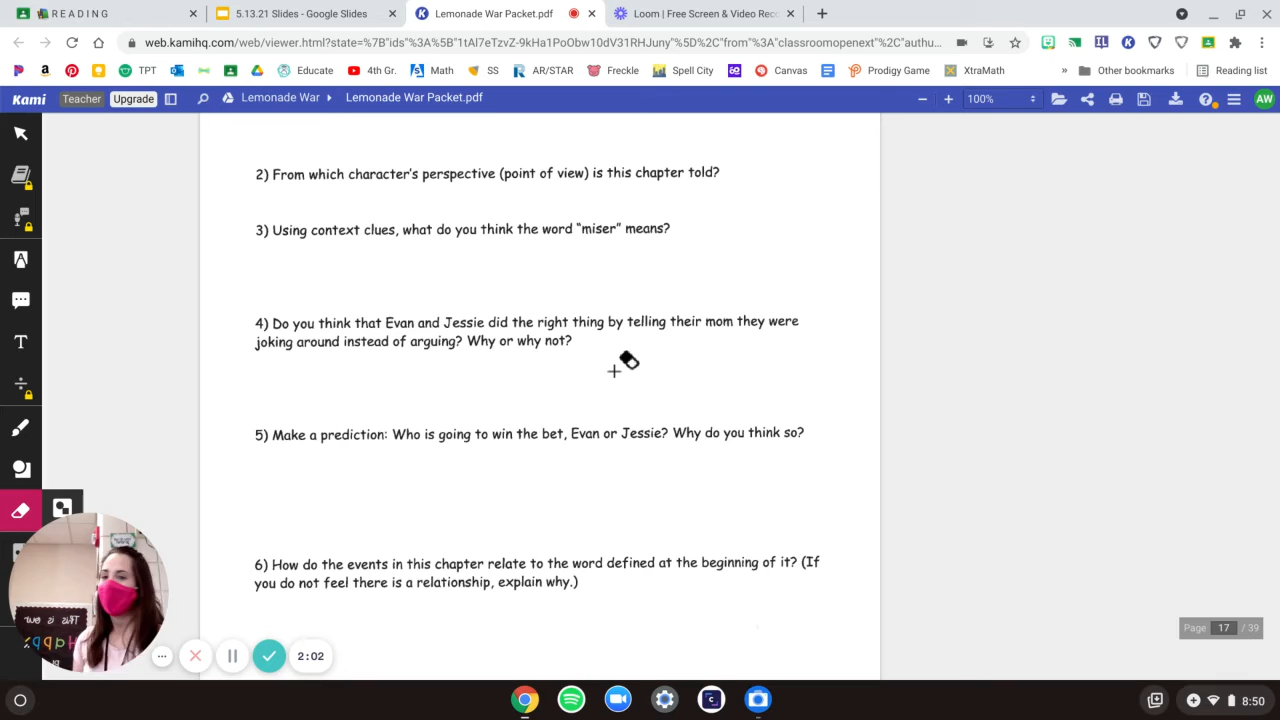 READING
5.13.21 Slides - Google Slides
Lemonade War Packet.pdf
Loom | Free Screen & Video Rec
web.kamihq.com/web/viewer.html?state=%7B"ids"%3A%5B"1tAl7eTzvZ-9kHa1PoObw10dV31RHJuny"%5D%2C"from"%3A"classroomopenext"%2C"authu...
TPT
Educate
4th Gr.
Math
SS
AR/STAR
Freckle
Spell City
Canvas
Prodigy Game
XtraMath
»
Other bookmarks
Reading list
Kami
Teacher
Upgrade
Lemonade War
Lemonade War Packet.pdf
100%
AW
2) From which character's perspective (point of view) is this chapter told?
3) Using context clues, what do you think the word "miser" means?
4) Do you think that Evan and Jessie did the right thing by telling their mom they were
joking around instead of arguing? Why or why not?
5) Make a prediction: Who is going to win the bet, Evan or Jessie? Why do you think so?
6) How do the events in this chapter relate to the word defined at the beginning of it? (If
you do not feel there is a relationship, explain why.)
Page 17 / 39
This is our
Happy
2:02
8:50